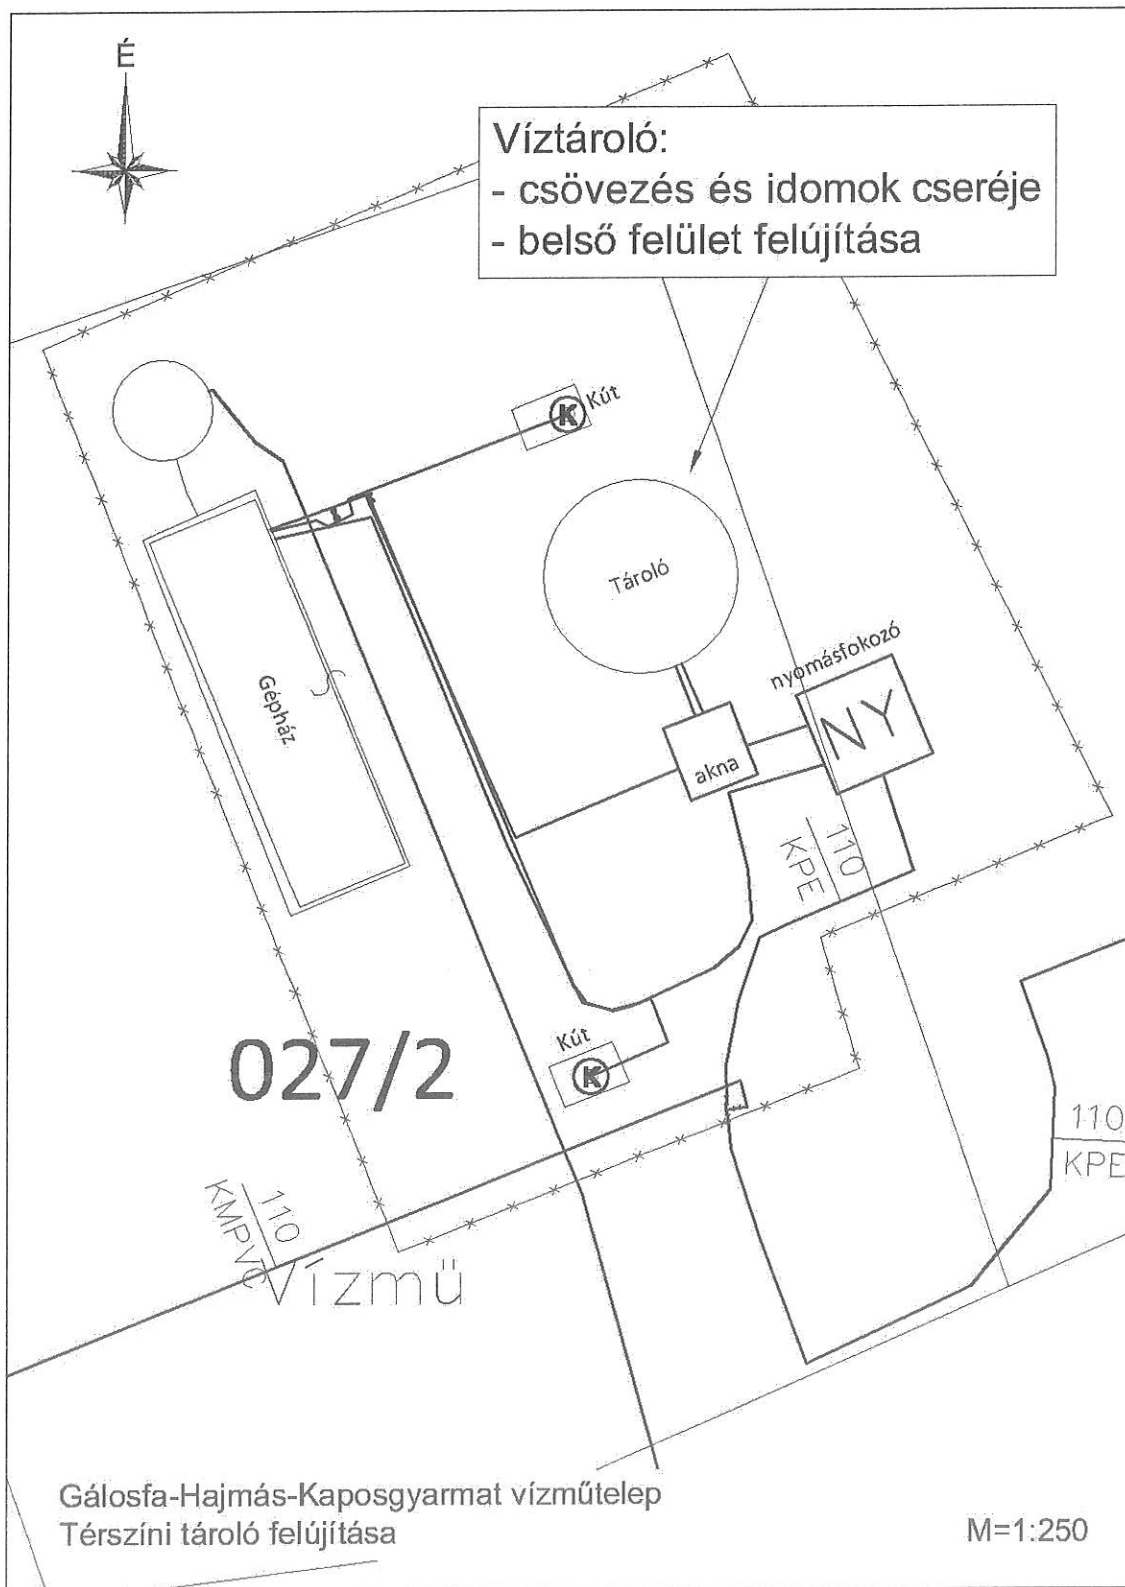 É
Víztároló:
- csövezés és idomok cseréje
- belső felület felújítása
K Kút
Tároló
nyomásfokozó
NY
Gépház
akna
110
KPE
Kút
K
027/2
110
KPE
110
KMPVC
Vízmü
Gálosfa-Hajmás-Kaposgyarmat vízműtelep
Térszíni tároló felújítása
M=1:250